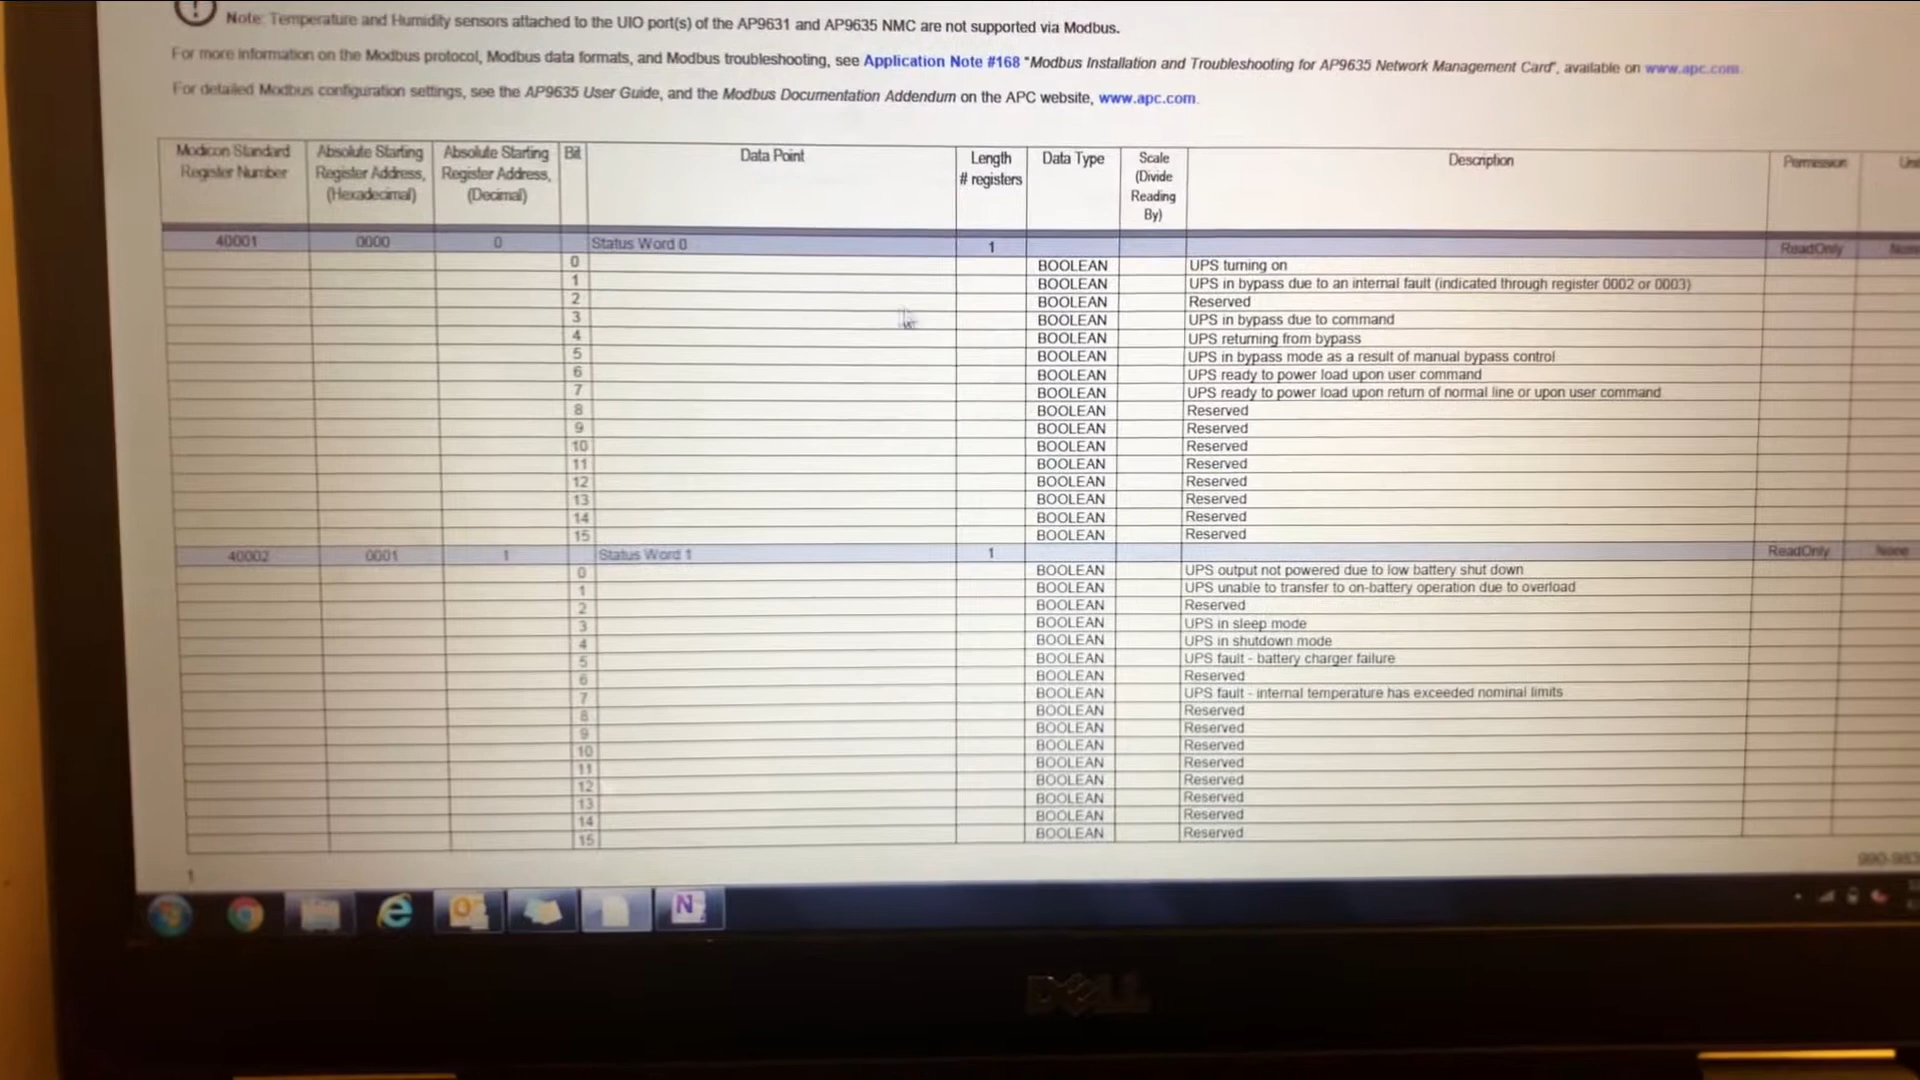 Note: Temperature and Humidity sensors attached to the UIO port(s) of the AP9631 and AP9635 NMC are not supported via Modbus.
For more information on the Modbus protocol, Modbus data formats, and Modbus troubleshooting, see Application Note #168 "Modbus Installation and Troubleshooting for AP9635 Network Management Card", available on www.apc.com.
For detailed Modbus configuration settings, see the AP9635 User Guide, and the Modbus Documentation Addendum on the APC website, www.apc.com.
Modicon Standard Register Number Absolute Starting Register Address, (Hexadecimal) Absolute Starting Register Address, (Decimal) Bit Data Point Length # registers Data Type Scale (Divide Reading By) Description Permission
40001 0000 0 Status Word 0 1 ReadOnly None
0 BOOLEAN UPS turning on
1 BOOLEAN UPS in bypass due to an internal fault (indicated through register 0002 or 0003)
2 BOOLEAN Reserved
3 BOOLEAN UPS in bypass due to command
4 BOOLEAN UPS returning from bypass
5 BOOLEAN UPS in bypass mode as a result of manual bypass control
6 BOOLEAN UPS ready to power load upon user command
7 BOOLEAN UPS ready to power load upon return of normal line or upon user command
8 BOOLEAN Reserved
9 BOOLEAN Reserved
10 BOOLEAN Reserved
11 BOOLEAN Reserved
12 BOOLEAN Reserved
13 BOOLEAN Reserved
14 BOOLEAN Reserved
15 BOOLEAN Reserved
40002 0001 1 Status Word 1 1 ReadOnly None
0 BOOLEAN UPS output not powered due to low battery shut down
1 BOOLEAN UPS unable to transfer to on-battery operation due to overload
2 BOOLEAN Reserved
3 BOOLEAN UPS in sleep mode
4 BOOLEAN UPS in shutdown mode
5 BOOLEAN UPS fault - battery charger failure
6 BOOLEAN Reserved
7 BOOLEAN UPS fault - internal temperature has exceeded nominal limits
8 BOOLEAN Reserved
9 BOOLEAN Reserved
10 BOOLEAN Reserved
11 BOOLEAN Reserved
12 BOOLEAN Reserved
13 BOOLEAN Reserved
14 BOOLEAN Reserved
15 BOOLEAN Reserved
1
DELL